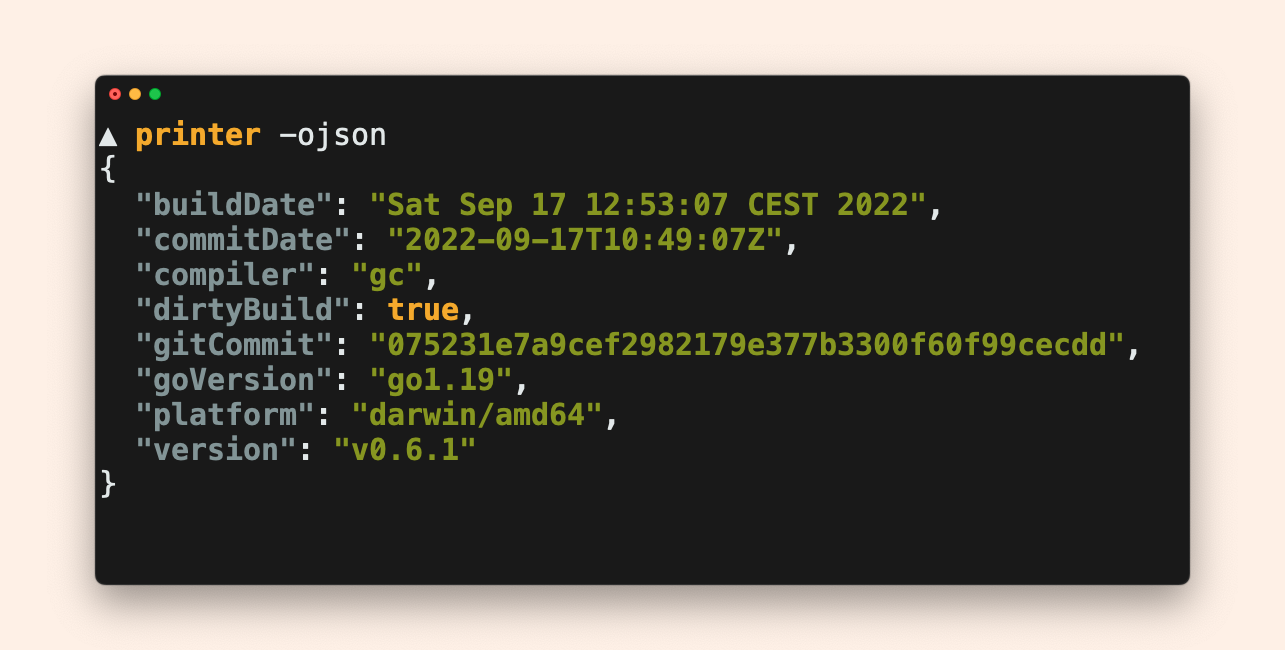 ▲ printer -ojson
{
  "buildDate": "Sat Sep 17 12:53:07 CEST 2022",
  "commitDate": "2022-09-17T10:49:07Z",
  "compiler": "gc",
  "dirtyBuild": true,
  "gitCommit": "075231e7a9cef2982179e377b3300f60f99cecdd",
  "goVersion": "go1.19",
  "platform": "darwin/amd64",
  "version": "v0.6.1"
}